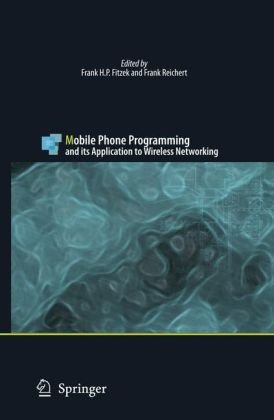 Edited by
Frank H.P. Fitzek and Frank Reichert
Mobile Phone Programming
and its Application to Wireless Networking
Springer